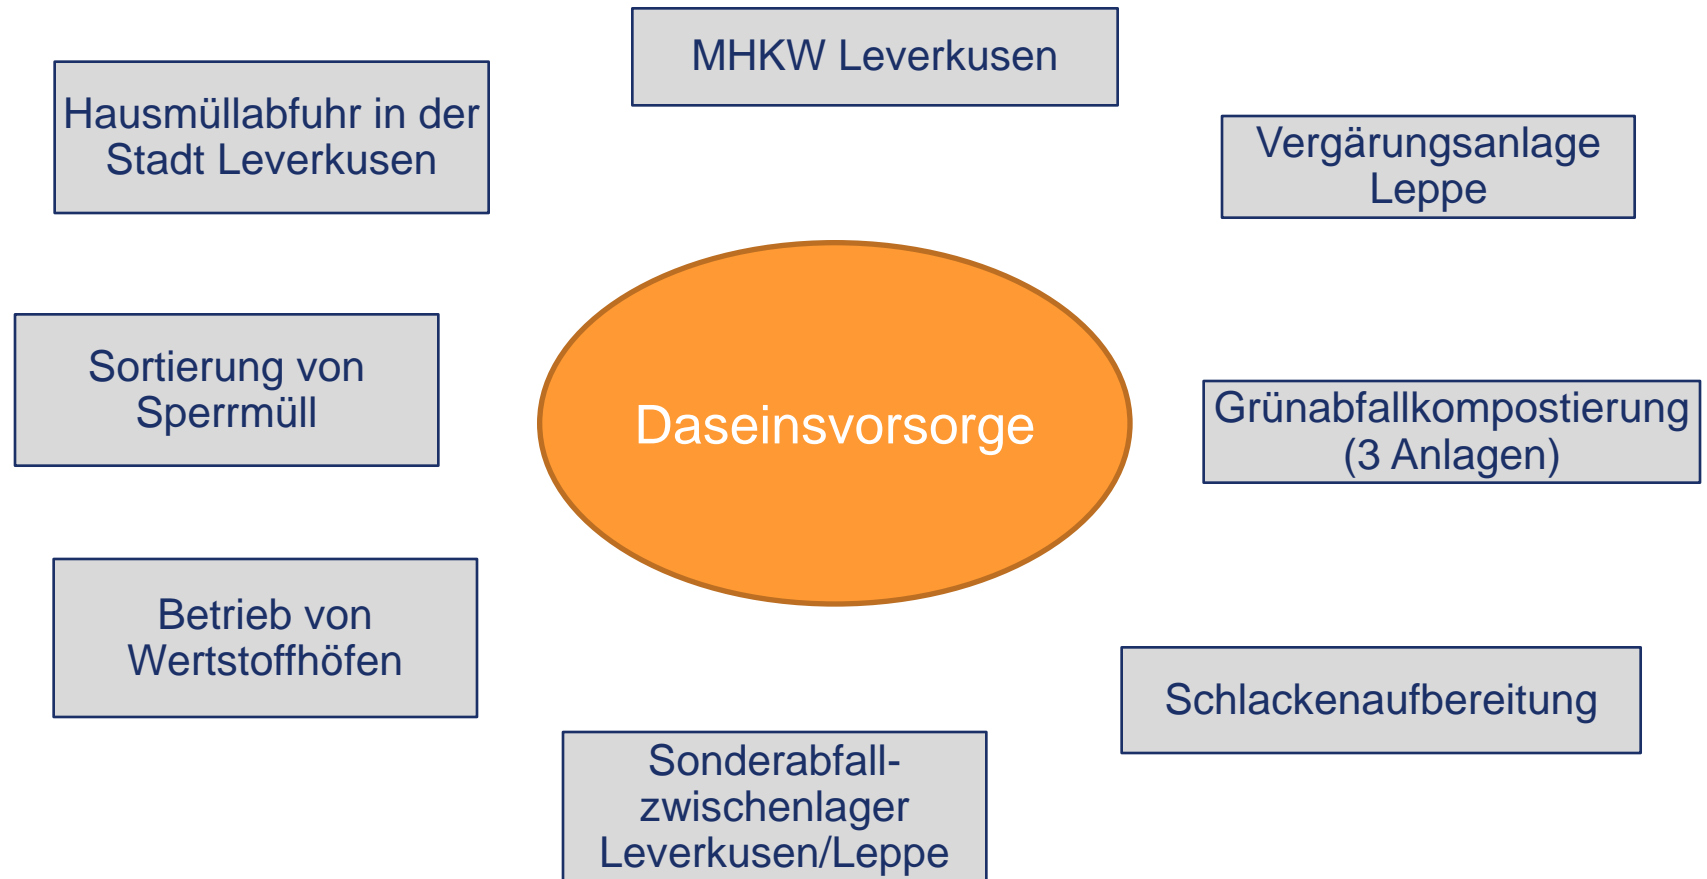 MHKW Leverkusen
Hausmüllabfuhr in der
Stadt Leverkusen
Vergärungsanlage
Leppe
Sortierung von
Sperrmüll
Daseinsvorsorge
Grünabfallkompostierung
(3 Anlagen)
Betrieb von
Wertstoffhöfen
Schlackenaufbereitung
Sonderabfall-
zwischenlager
Leverkusen/Leppe